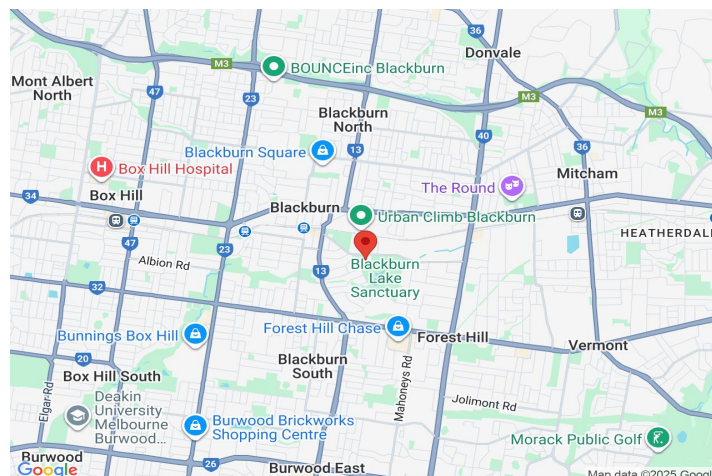 36
Donvale
M3
BOUNCEinc Blackburn
Mont Albert
North
47
23
M3
M3
Blackburn
North
40
36
Blackburn Square
13
Box Hill Hospital
The Round
Mitcham
34
Box Hill
Blackburn
Urban Climb Blackburn
HEATHERDALE
47
23
Albion Rd
13
Blackburn
Lake
Sanctuary
32
Bunnings Box Hill
Forest Hill Chase
Forest Hill
Vermont
20
Blackburn
South
Box Hill South
Mahoneys Rd
Elgar Rd
Jolimont Rd
Deakin
University
Melbourne
Burwood...
Burwood Brickworks
Shopping Centre
Morack Public Golf
Burwood
26
Burwood East
Google
Map data ©2025 Google